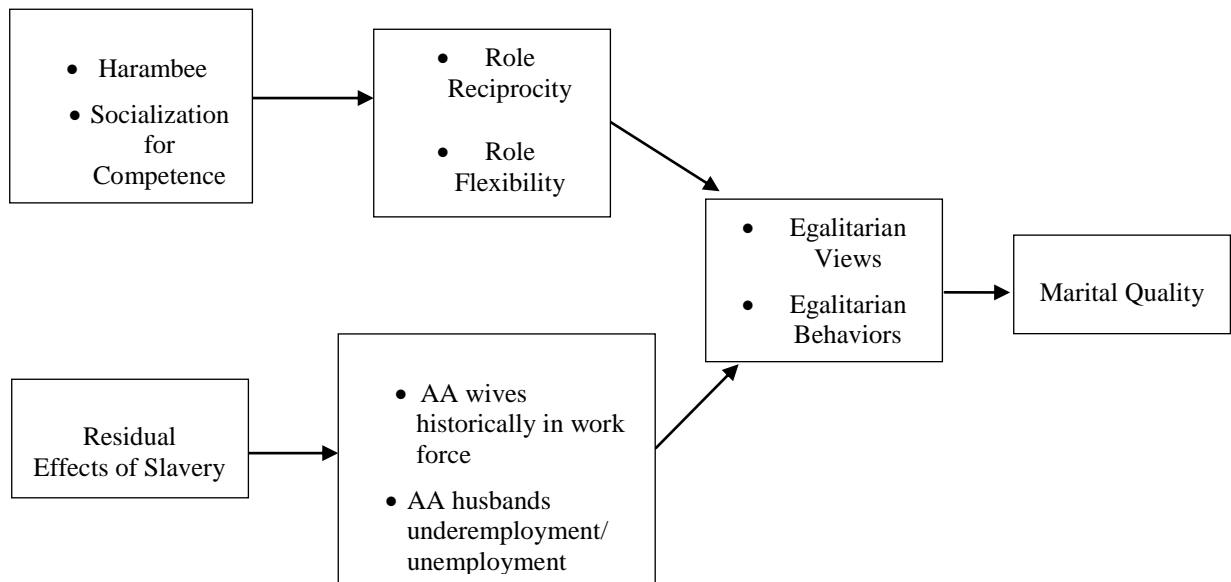 • Harambee
• Socialization
for
Competence
• Role
Reciprocity
• Role
Flexibility
• Egalitarian
Views
• Egalitarian
Behaviors
Marital Quality
Residual
Effects of Slavery
• AA wives
historically in work
force
• AA husbands
underemployment/
unemployment